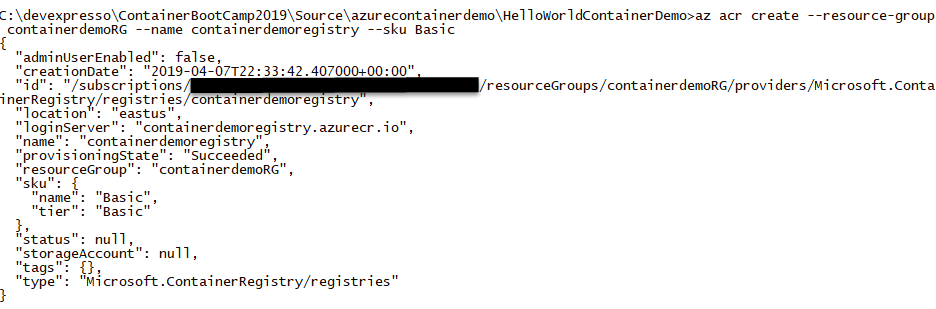 C:\devexpresso\ContainerBootCamp2019\Source\azurecontainerdemo\HelloWorldContainerDemo>az acr create --resource-group
 containerdemoRG --name containerdemoregistry --sku Basic
{
  "adminUserEnabled": false,
  "creationDate": "2019-04-07T22:33:42.407000+00:00",
  "id": "/subscriptions/ /resourceGroups/containerdemoRG/providers/Microsoft.Conta
inerRegistry/registries/containerdemoregistry",
  "location": "eastus",
  "loginServer": "containerdemoregistry.azurecr.io",
  "name": "containerdemoregistry",
  "provisioningState": "Succeeded",
  "resourceGroup": "containerdemoRG",
  "sku": {
    "name": "Basic",
    "tier": "Basic"
  },
  "status": null,
  "storageAccount": null,
  "tags": {},
  "type": "Microsoft.ContainerRegistry/registries"
}